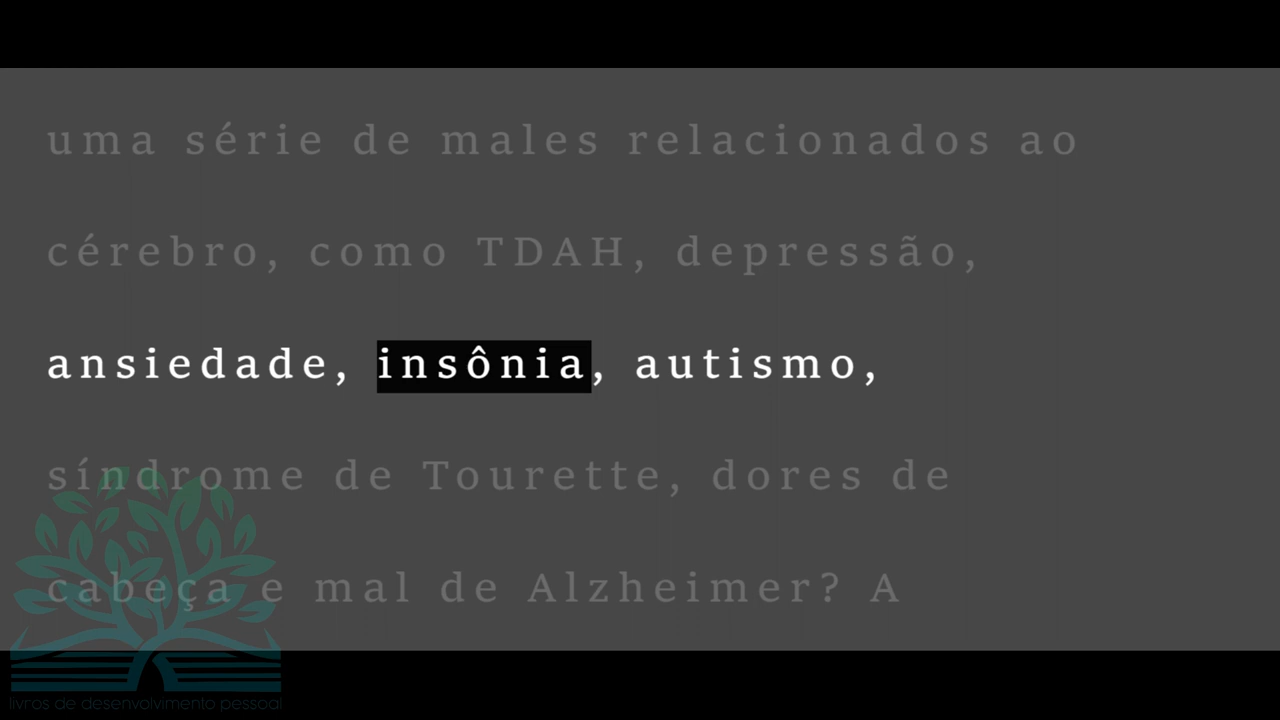 uma série de males relacionados ao
cérebro, como TDAH, depressão,
ansiedade, insônia, autismo,
síndrome de Tourette, dores de
cabeça e mal de Alzheimer? A
livros de desenvolvimento pessoal